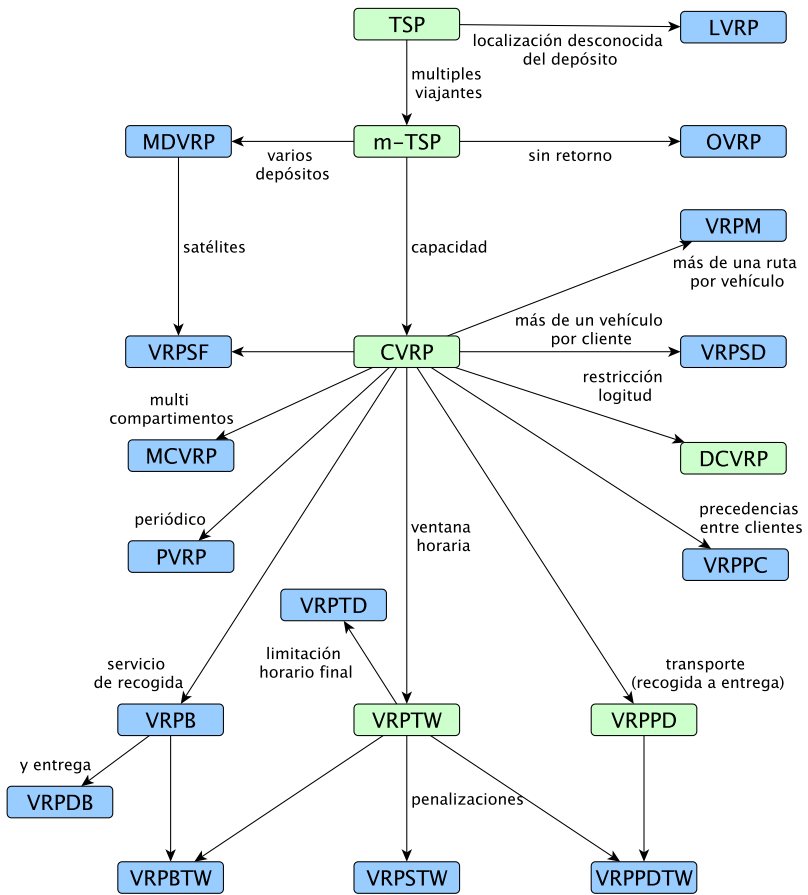 TSP
LVRP
localización desconocida
del depósito
multiples
viajantes
MDVRP
m-TSP
OVRP
varios
depósitos
sin retorno
VRPM
satélites
capacidad
más de una ruta
por vehículo
más de un vehículo
por cliente
VRPSF
CVRP
VRPSD
restricción
logitud
multi
compartimentos
MCVRP
DCVRP
periódico
precedencias
entre clientes
ventana
horaria
PVRP
VRPPC
VRPTD
limitación
horario final
servicio
de recogida
transporte
(recogida a entrega)
VRPB
VRPTW
VRPPD
y entrega
VRPDB
penalizaciones
VRPBTW
VRPSTW
VRPPDTW